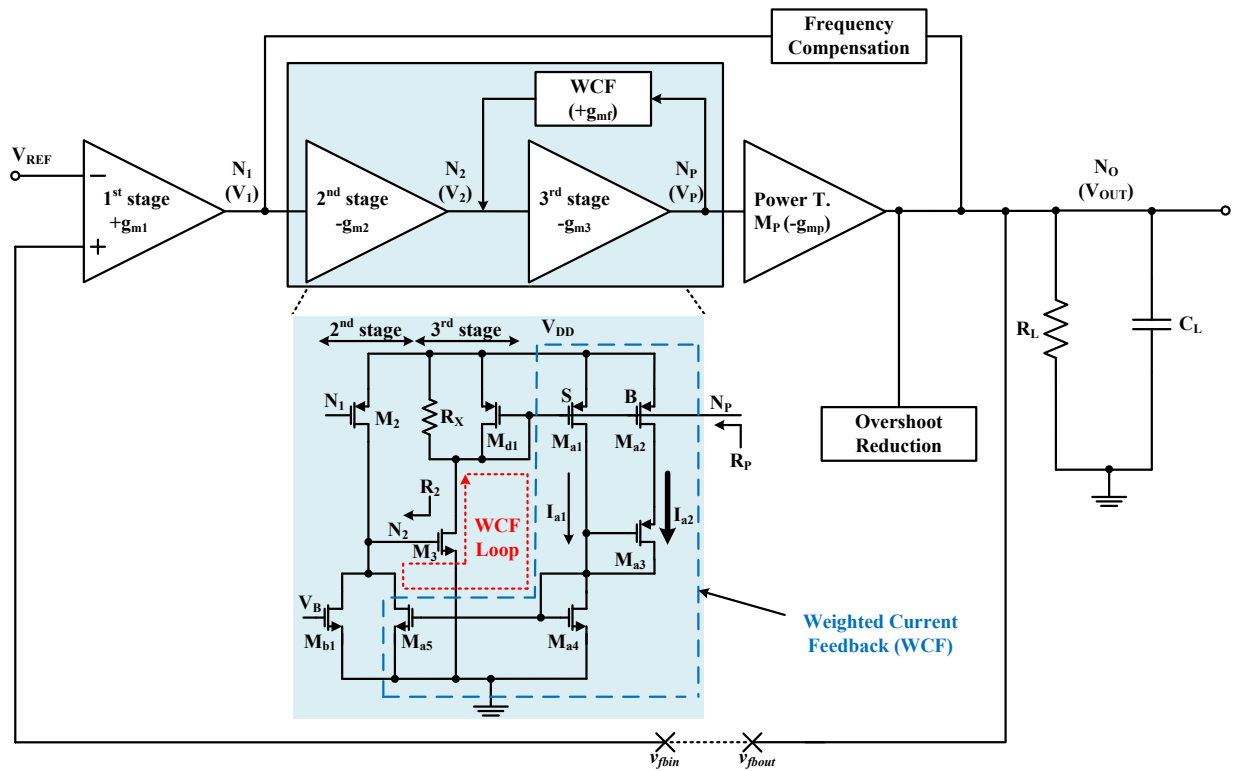 Frequency
Compensation
WCF
(+gmf)
VREF
N1
(V1)
N2
(V2)
NP
(VP)
NO
(VOUT)
1st stage
+gm1
−
+
2nd stage
-gm2
3rd stage
-gm3
Power T.
MP (-gmp)
RL
CL
Overshoot
Reduction
2nd stage
3rd stage
VDD
N1
M2
RX
Md1
S
B
NP
Ma1
Ma2
RP
R2
N2
M3
WCF
Loop
Ia1
Ia2
Ma3
VB
Mb1
Ma5
Ma4
Weighted Current
Feedback (WCF)
vfbin
vfbout